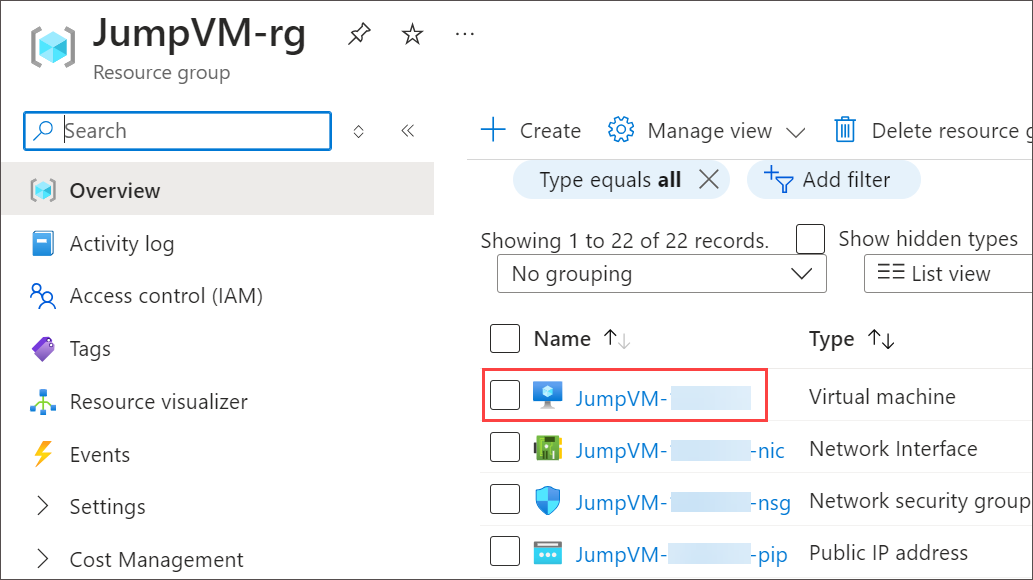 JumpVM-rg
Resource group
Search
Overview
Activity log
Access control (IAM)
Tags
Resource visualizer
Events
Settings
Cost Management
Create
Manage view
Delete resource g
Type equals all
Add filter
Showing 1 to 22 of 22 records.
Show hidden types
No grouping
List view
Name
Type
JumpVM-
Virtual machine
JumpVM- -nic
Network Interface
JumpVM- -nsg
Network security group
JumpVM- -pip
Public IP address